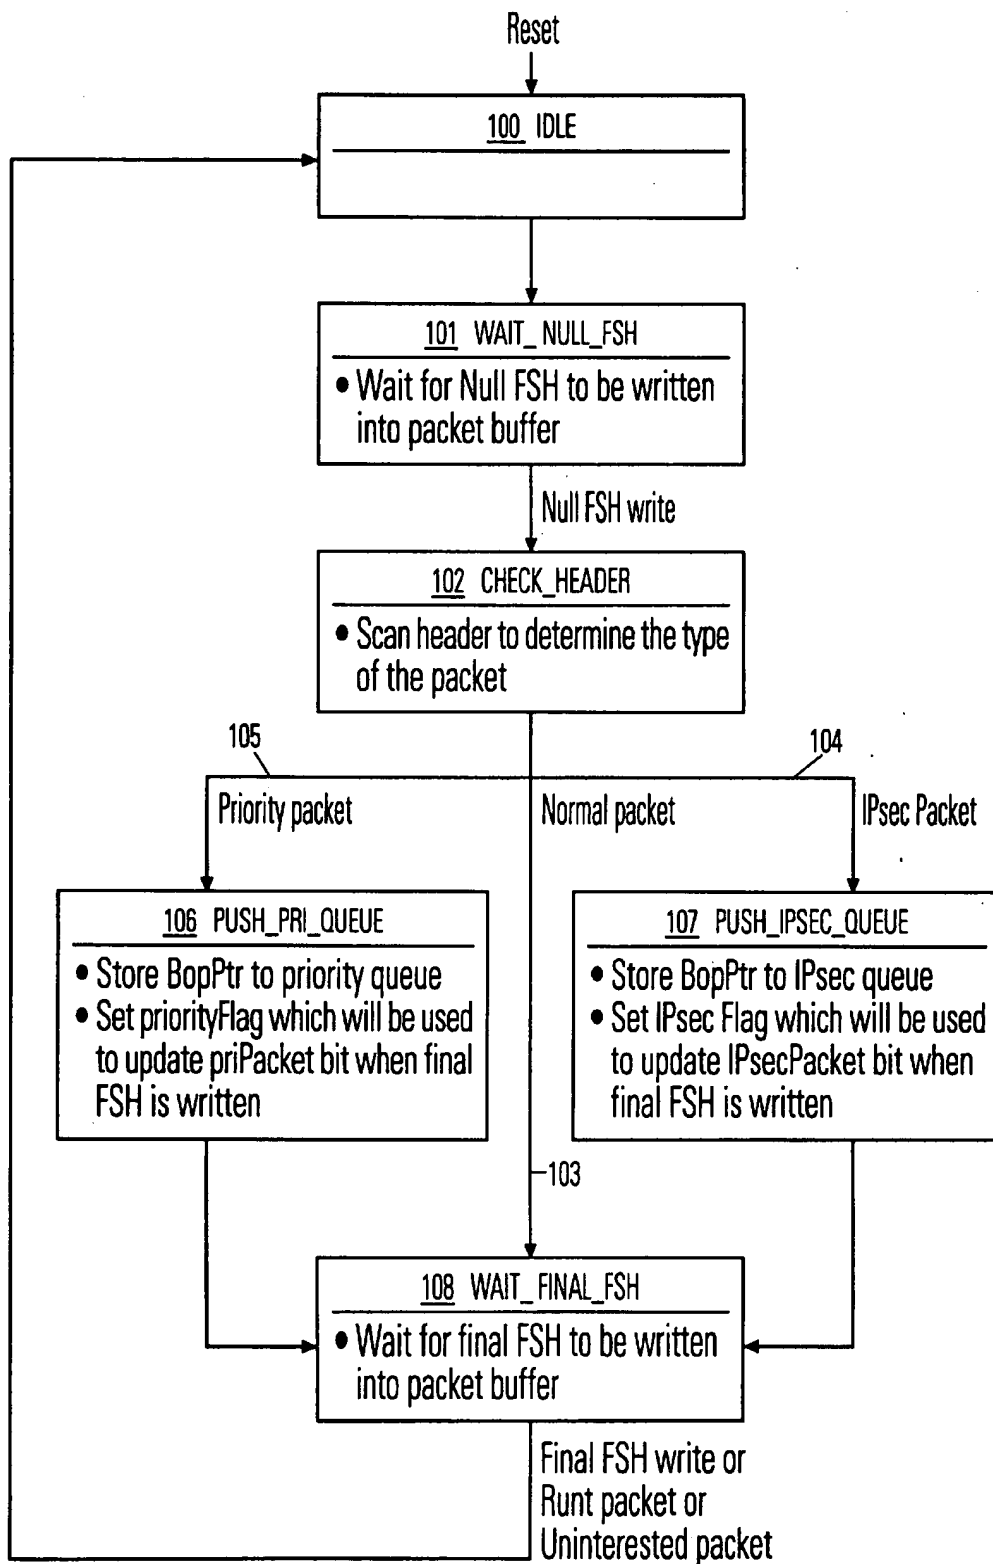 Reset
100 IDLE
101 WAIT_NULL_FSH
• Wait for Null FSH to be written
into packet buffer
Null FSH write
102 CHECK_HEADER
• Scan header to determine the type
of the packet
105
104
Priority packet
Normal packet
IPsec Packet
106 PUSH_PRI_QUEUE
• Store BopPtr to priority queue
• Set priorityFlag which will be used
to update priPacket bit when final
FSH is written
107 PUSH_IPSEC_QUEUE
• Store BopPtr to IPsec queue
• Set IPsec Flag which will be used
to update IPsecPacket bit when
final FSH is written
103
108 WAIT_FINAL_FSH
• Wait for final FSH to be written
into packet buffer
Final FSH write or
Runt packet or
Uninterested packet